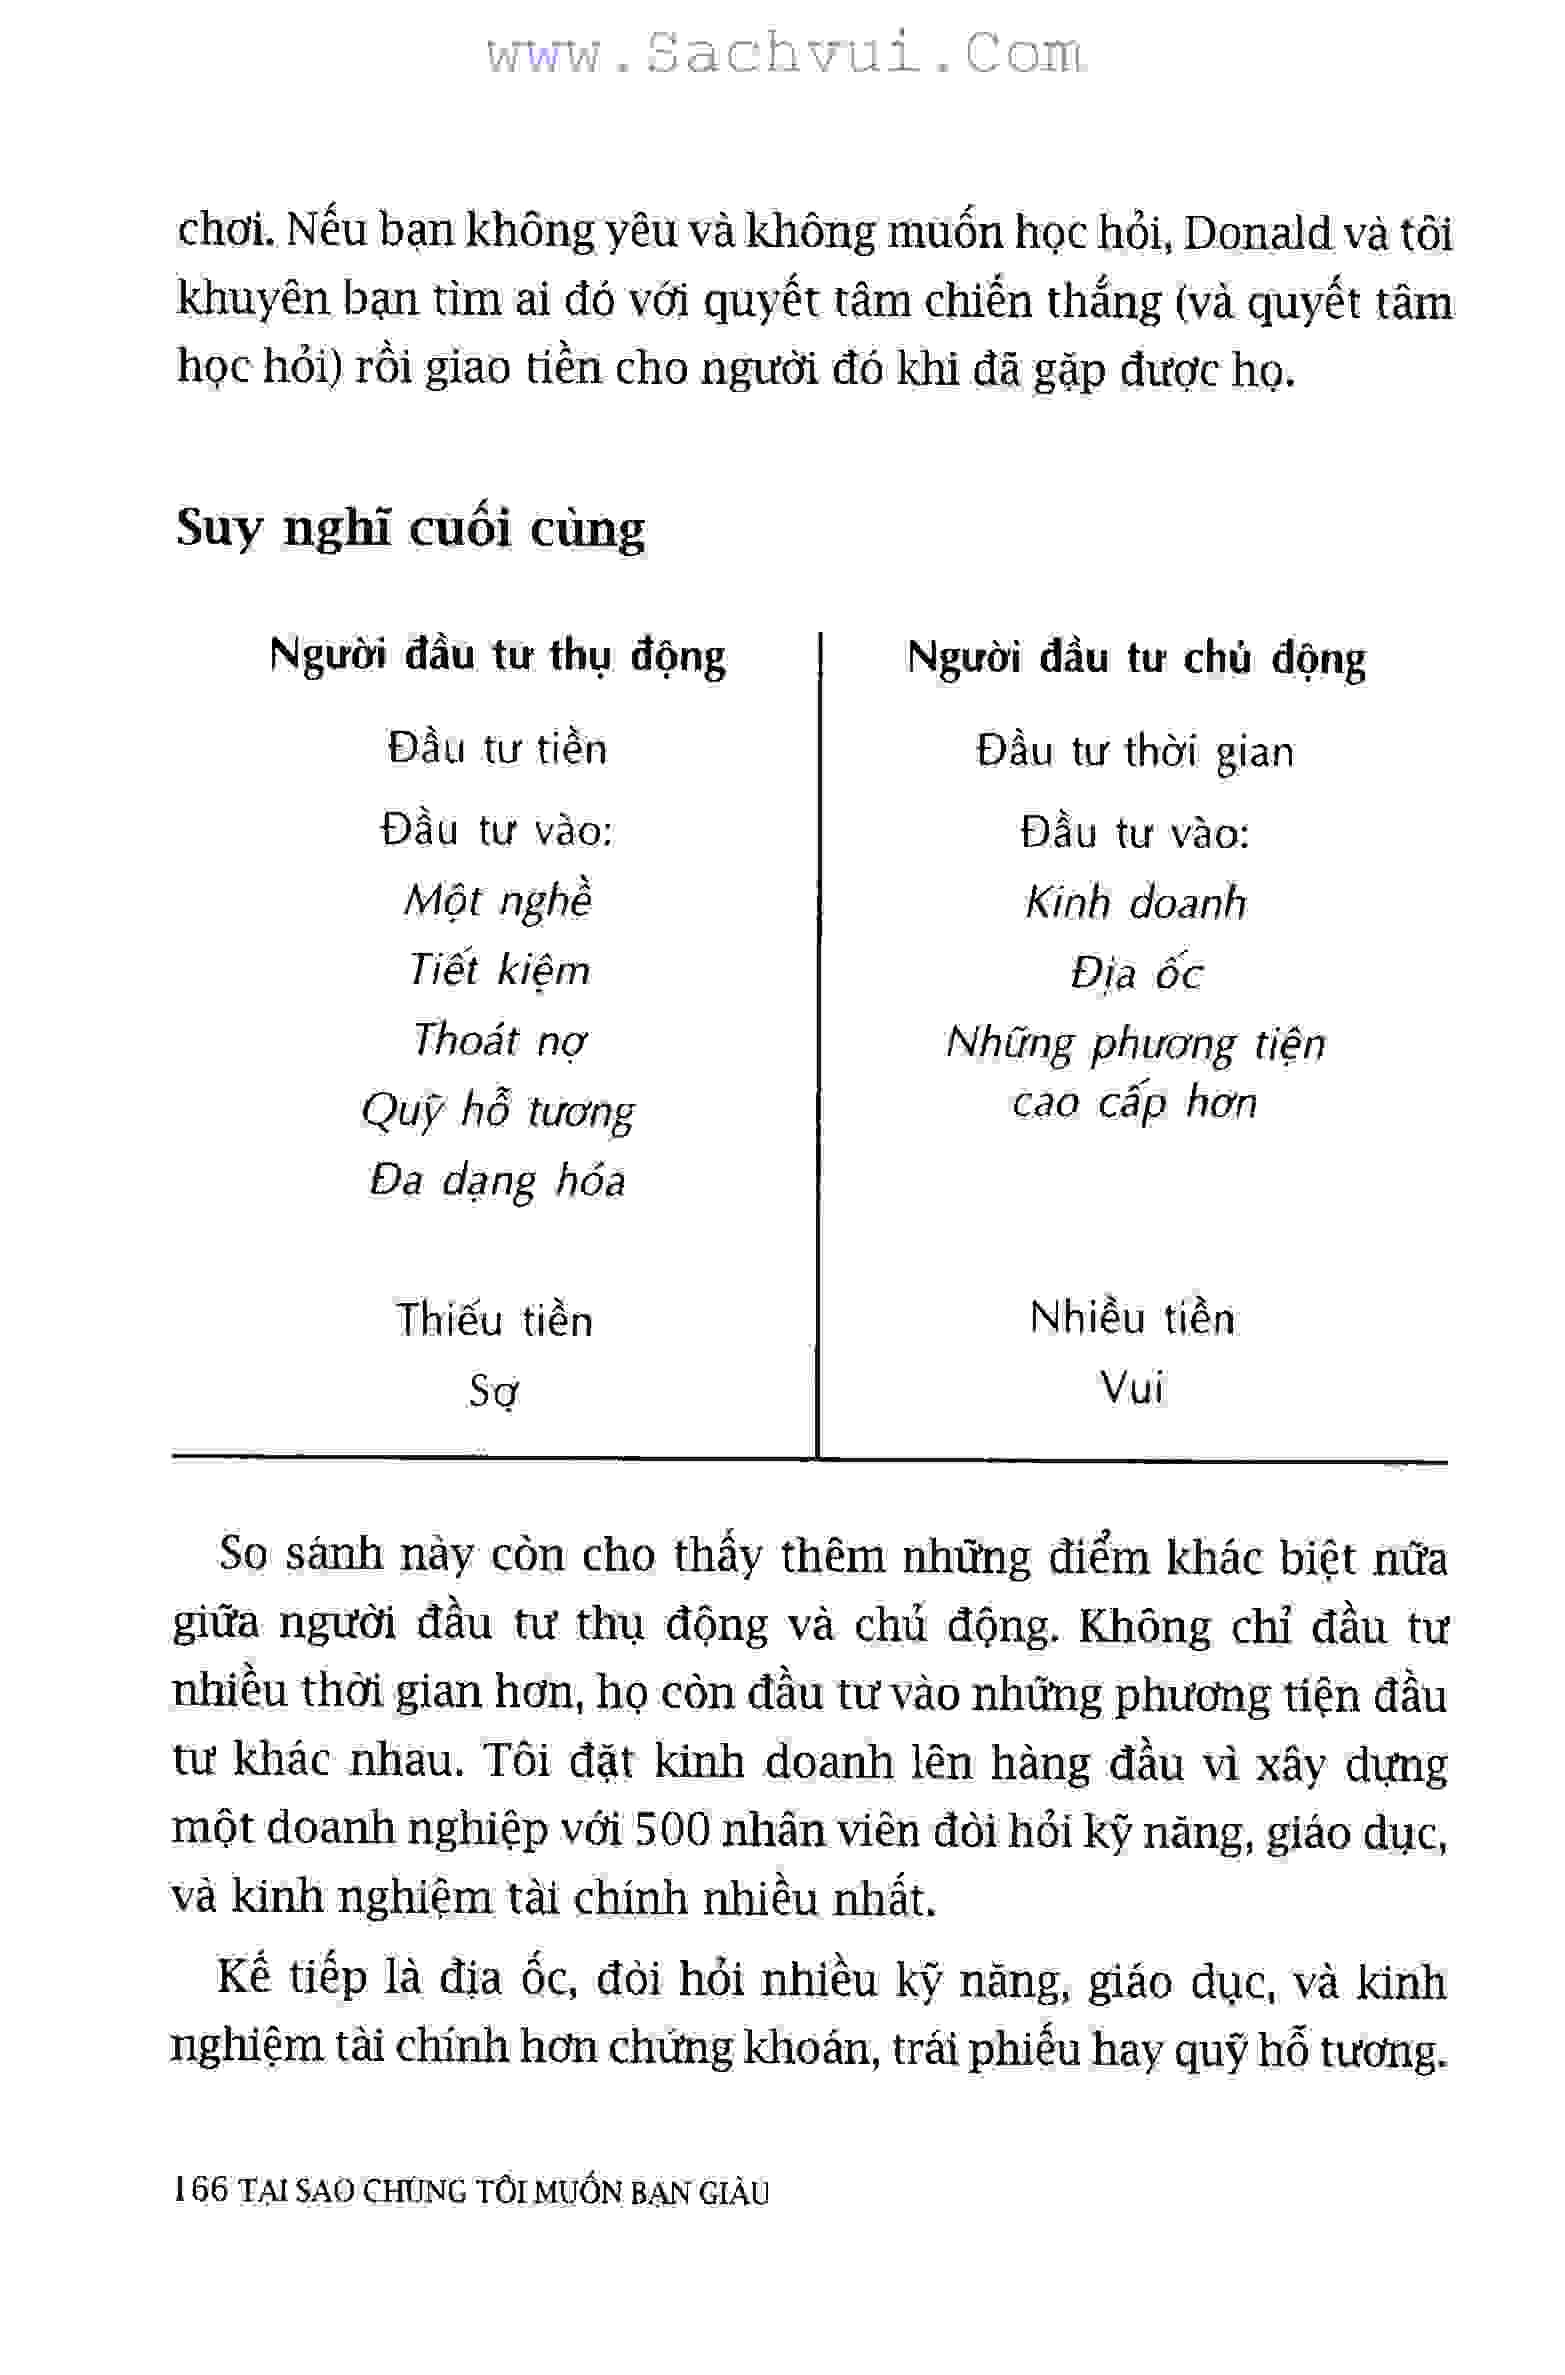 www.Sachvui.Com
chơi. Nếu bạn không yêu và không muốn học hỏi, Donald và tôi
khuyên bạn tìm ai đó với quyết tâm chiến thắng (và quyết tâm
học hỏi) rồi giao tiền cho người đó khi đã gặp được họ.
Suy nghĩ cuối cùng
Người đầu tư thụ động
Đầu tư tiền
Đầu tư vào:
Một nghề
Tiết kiệm
Thoát nợ
Quỹ hỗ tương
Đa dạng hóa
Thiếu tiền
Sợ
Người đầu tư chủ động
Đầu tư thời gian
Đầu tư vào:
Kinh doanh
Địa ốc
Những phương tiện
cao cấp hơn
Nhiều tiền
Vui
So sánh này còn cho thấy thêm những điểm khác biệt nữa
giữa người đầu tư thụ động và chủ động. Không chỉ đầu tư
nhiều thời gian hơn, họ còn đầu tư vào những phương tiện đầu
tư khác nhau. Tôi đặt kinh doanh lên hàng đầu vì xây dựng
một doanh nghiệp với 500 nhân viên đòi hỏi kỹ năng, giáo dục,
và kinh nghiệm tài chính nhiều nhất.
Kế tiếp là địa ốc, đòi hỏi nhiều kỹ năng, giáo dục, và kinh
nghiệm tài chính hơn chứng khoán, trái phiếu hay quỹ hỗ tương.
166 TẠI SAO CHÚNG TÔI MUỐN BẠN GIÀU